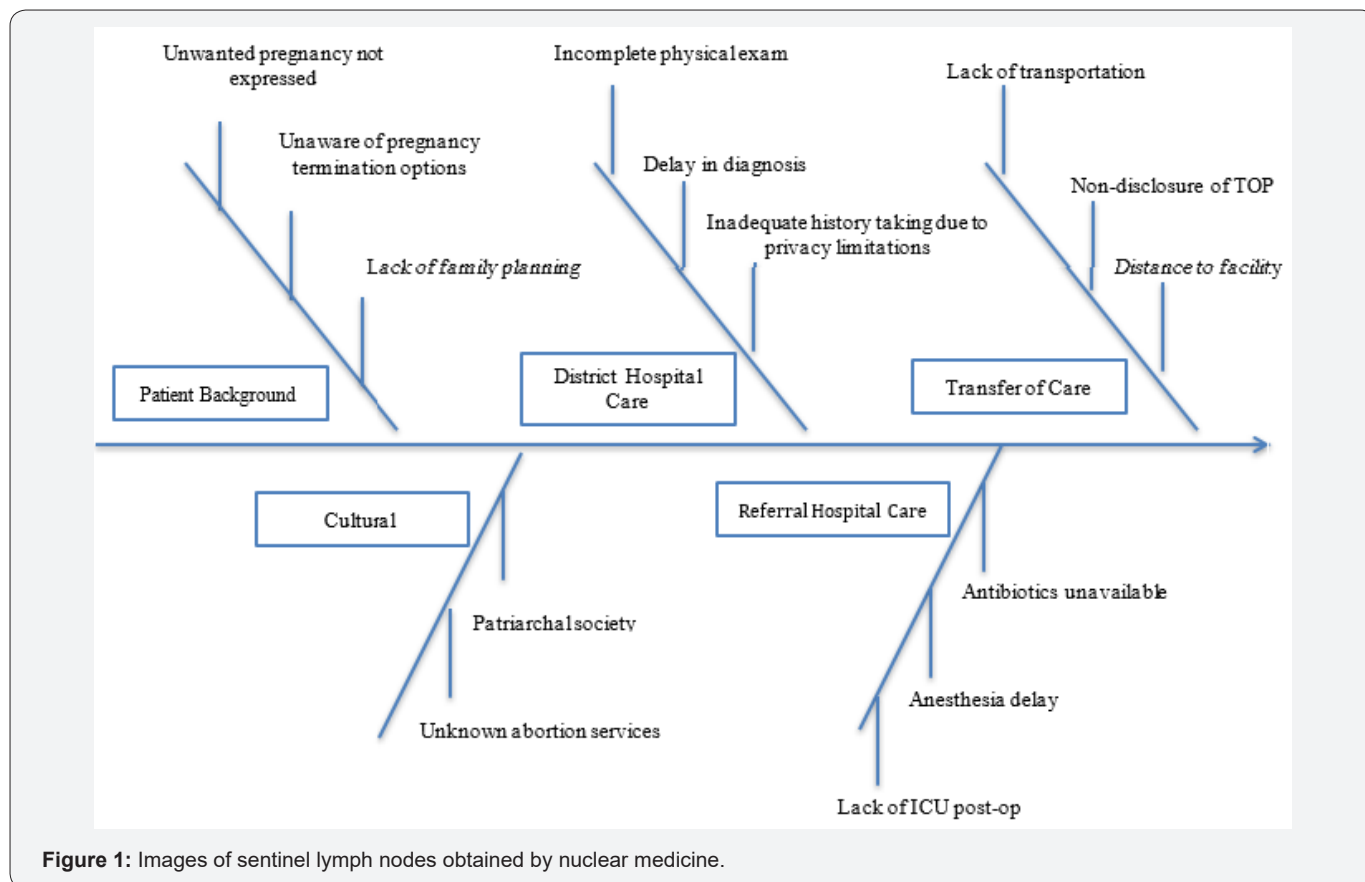 Unwanted pregnancy not
expressed
Unaware of pregnancy
termination options
Lack of family planning
Patient Background
Incomplete physical exam
Delay in diagnosis
Inadequate history taking due to
privacy limitations
District Hospital
Care
Lack of transportation
Non-disclosure of TOP
Distance to facility
Transfer of Care
Cultural
Patriarchal society
Unknown abortion services
Referral Hospital Care
Antibiotics unavailable
Anesthesia delay
Lack of ICU post-op
Figure 1: Images of sentinel lymph nodes obtained by nuclear medicine.